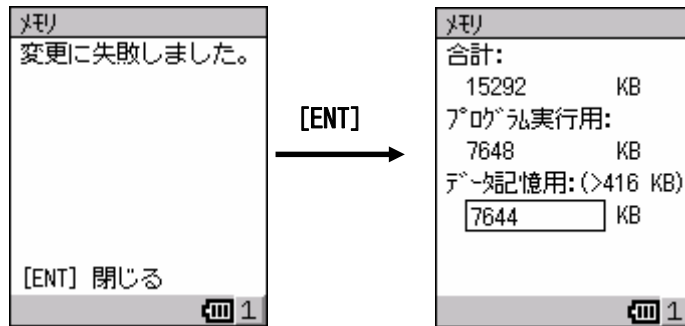 ﾒﾓﾘ
変更に失敗しました。
[ENT] 閉じる
1
[ENT]
ﾒﾓﾘ
合計:
15292 KB
ﾌﾟﾛｸﾞﾗﾑ実行用:
7648 KB
ﾃﾞｰﾀ記憶用:(>416 KB)
7644 KB
1